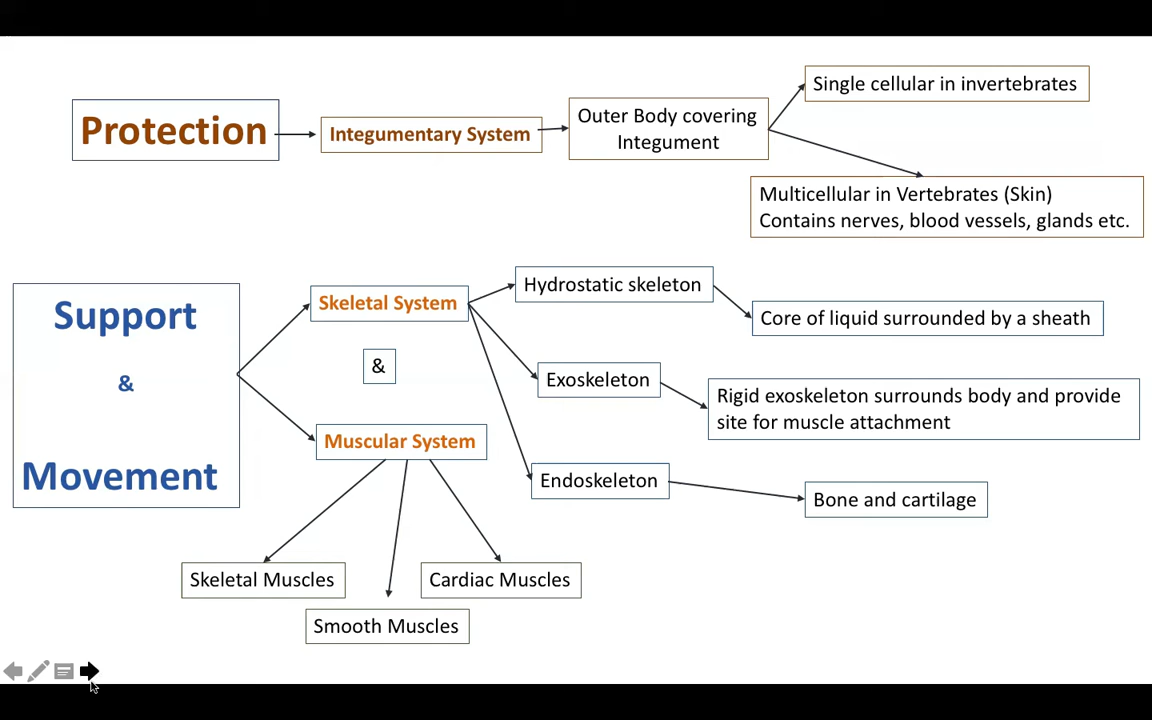 Protection
Integumentary System
Outer Body covering
Integument
Single cellular in invertebrates
Multicellular in Vertebrates (Skin)
Contains nerves, blood vessels, glands etc.
Support
&
Movement
Skeletal System
&
Muscular System
Hydrostatic skeleton
Core of liquid surrounded by a sheath
Exoskeleton
Rigid exoskeleton surrounds body and provide
site for muscle attachment
Endoskeleton
Bone and cartilage
Skeletal Muscles
Smooth Muscles
Cardiac Muscles